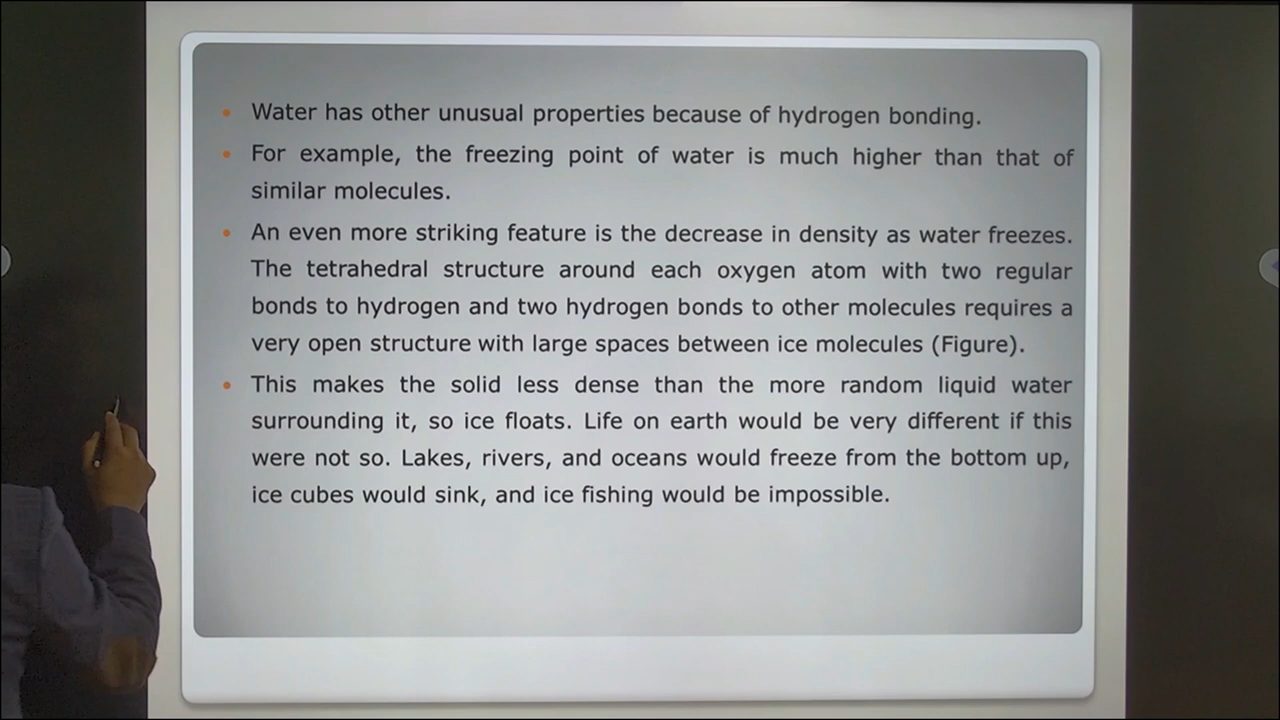 Water has other unusual properties because of hydrogen bonding.
For example, the freezing point of water is much higher than that of
similar molecules.
An even more striking feature is the decrease in density as water freezes.
The tetrahedral structure around each oxygen atom with two regular
bonds to hydrogen and two hydrogen bonds to other molecules requires a
very open structure with large spaces between ice molecules (Figure).
This makes the solid less dense than the more random liquid water
surrounding it, so ice floats. Life on earth would be very different if this
were not so. Lakes, rivers, and oceans would freeze from the bottom up,
ice cubes would sink, and ice fishing would be impossible.